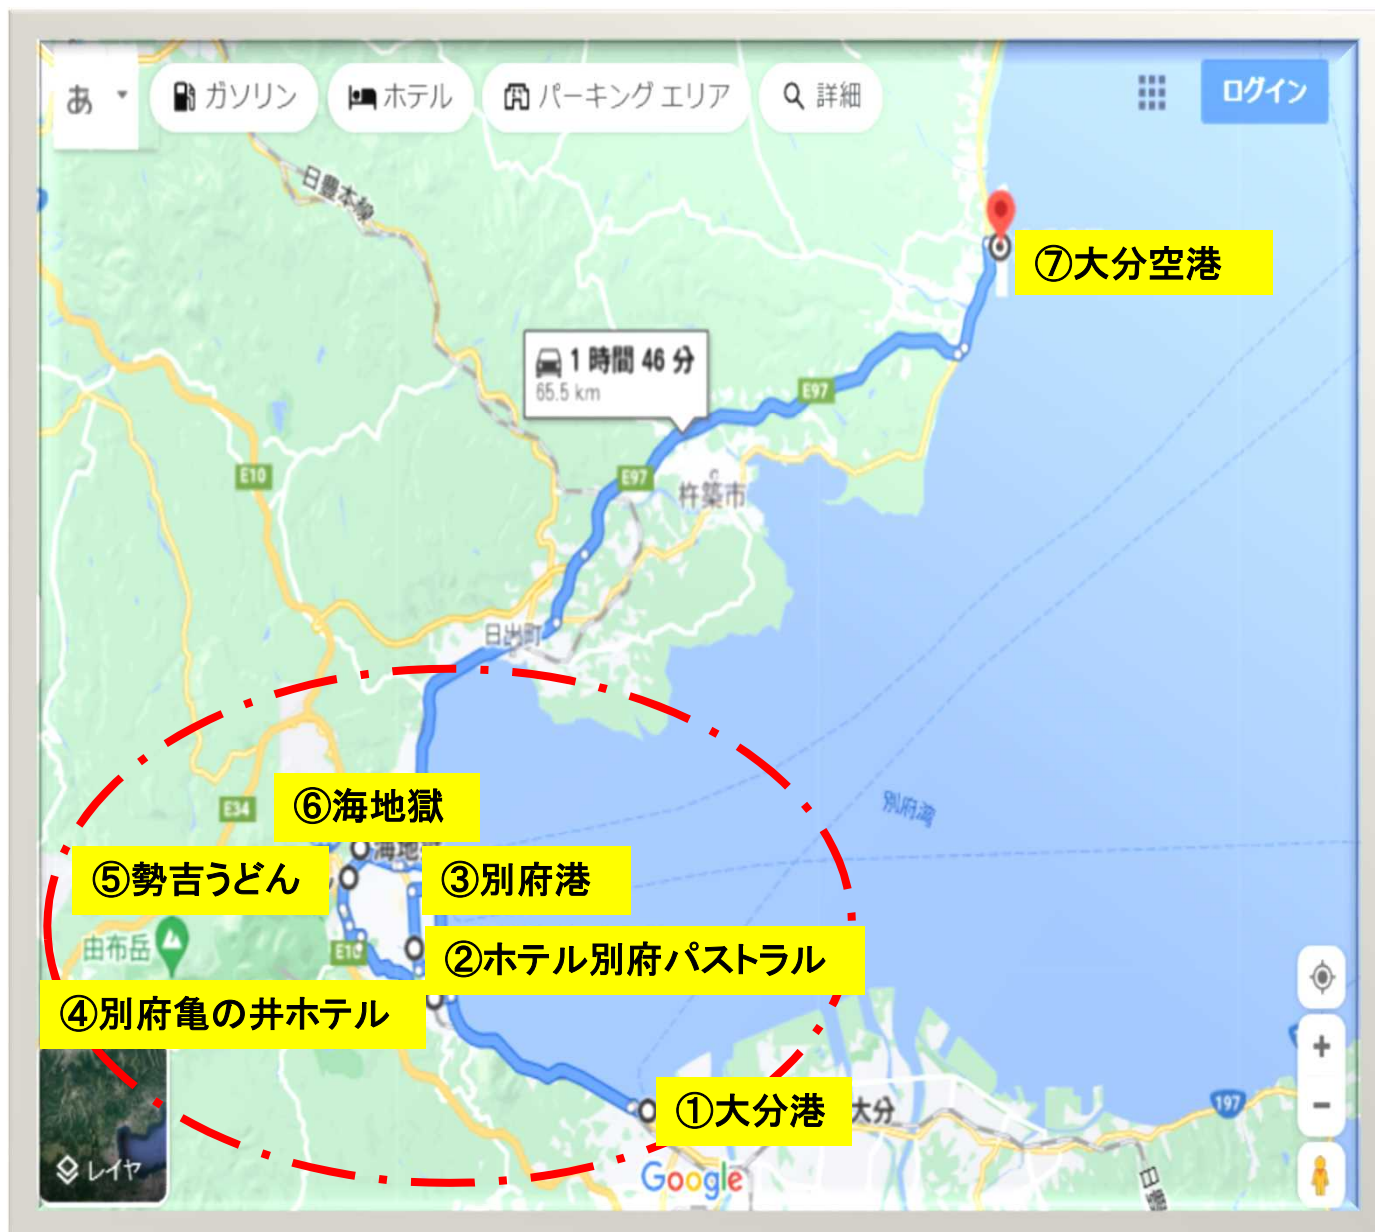 あ
ガソリン
ホテル
パーキング エリア
詳細
ログイン
日豊本線
⑦大分空港
1 時間 46 分
65.5 km
E97
E10
E97
杵築市
日出町
⑥海地獄
E34
別府湾
海地
⑤勢吉うどん
③別府港
由布岳
E10
②ホテル別府パストラル
④別府亀の井ホテル
①大分港
大分
197
レイヤ
Google
日豊